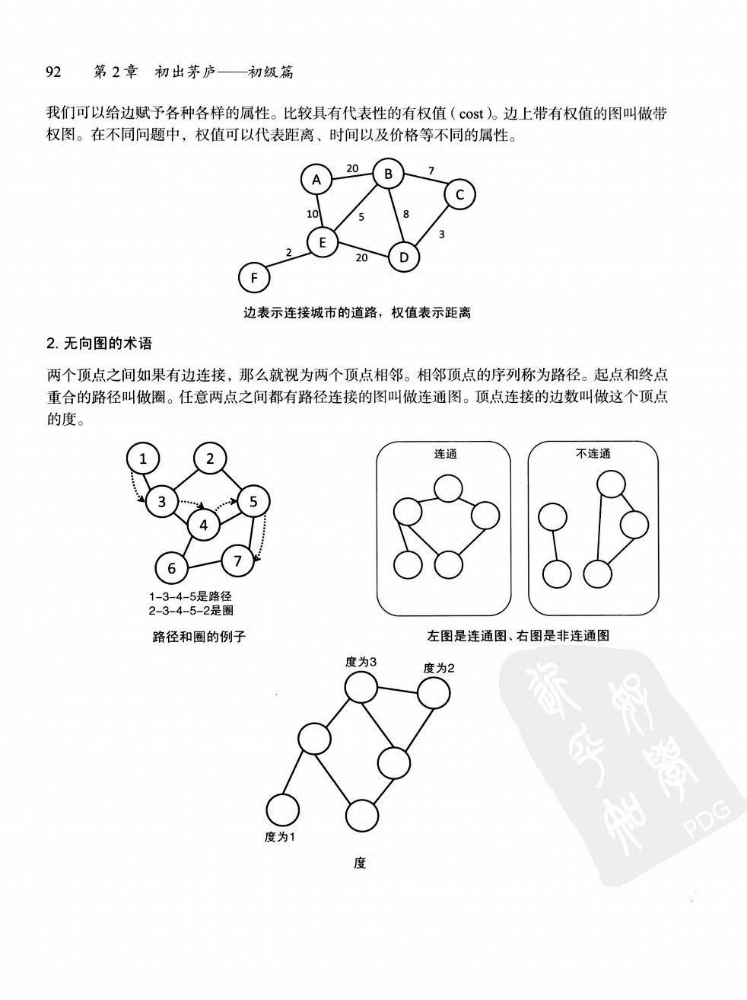 92 第2章 初出茅庐——初级篇
我们可以给边赋予各种各样的属性。比较具有代表性的有权值（cost）。边上带有权值的图叫做带
权图。在不同问题中，权值可以代表距离、时间以及价格等不同的属性。
A 20 B 7
C
10 5 8
3
E
2 20 D
F
边表示连接城市的道路，权值表示距离
2. 无向图的术语
两个顶点之间如果有边连接，那么就视为两个顶点相邻。相邻顶点的序列称为路径。起点和终点
重合的路径叫做圈。任意两点之间都有路径连接的图叫做连通图。顶点连接的边数叫做这个顶点
的度。
1 2
3 5
4
6 7
1-3-4-5是路径
2-3-4-5-2是圈
路径和圈的例子
连通
不连通
左图是连通图、右图是非连通图
度为3
度为2
度为1
度
PDG